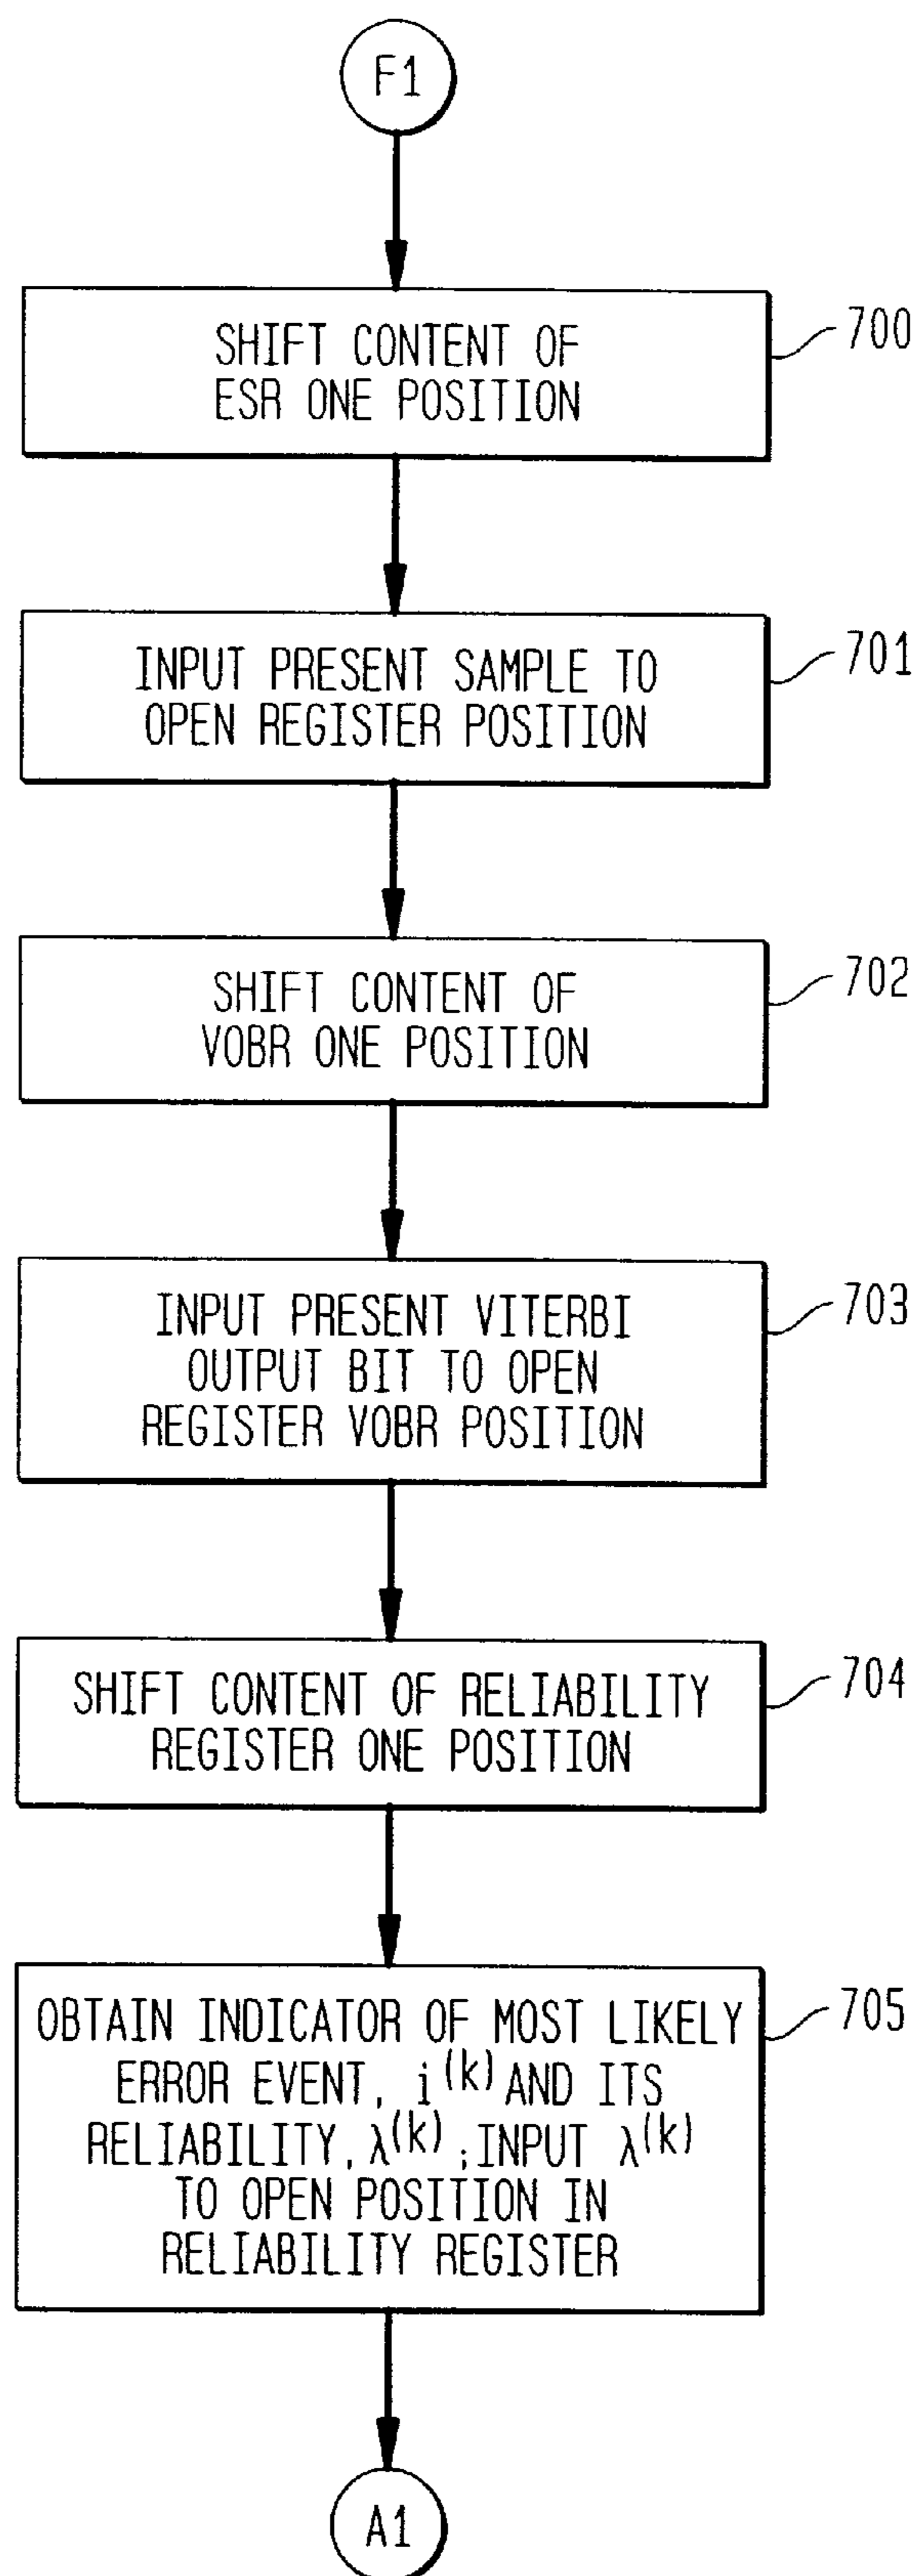 F1
SHIFT CONTENT OF
ESR ONE POSITION
700
INPUT PRESENT SAMPLE TO
OPEN REGISTER POSITION
701
SHIFT CONTENT OF
VOBR ONE POSITION
702
INPUT PRESENT VITERBI
OUTPUT BIT TO OPEN
REGISTER VOBR POSITION
703
SHIFT CONTENT OF RELIABILITY
REGISTER ONE POSITION
704
OBTAIN INDICATOR OF MOST LIKELY
ERROR EVENT, i^(k) AND ITS
RELIABILITY, λ^(k) ; INPUT λ^(k)
TO OPEN POSITION IN
RELIABILITY REGISTER
705
A1